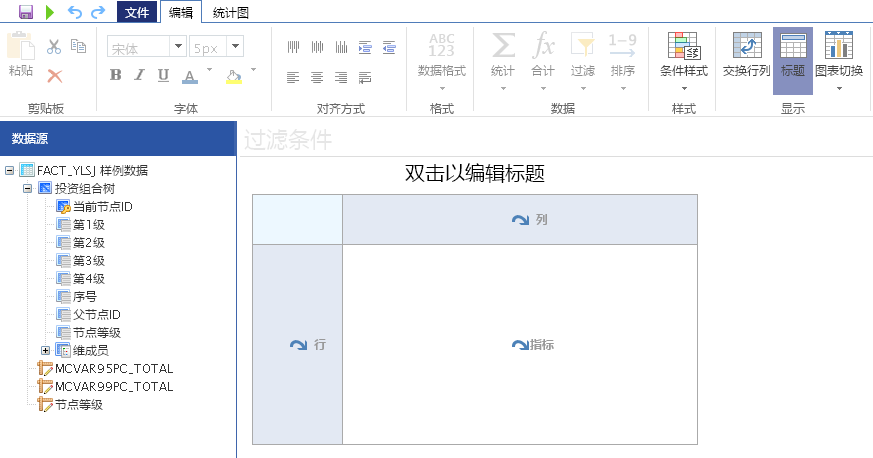 文件 编辑 统计图
粘贴 宋体 5px ABC 123 Σ fx 1-9
B I U A 数据格式 统计 合计 过滤 排序 条件样式 交换行列 标题 图表切换
剪贴板 字体 对齐方式 格式 数据 样式 显示
数据源
过滤条件
双击以编辑标题
FACT_YLSJ 样例数据
投资组合树
当前节点ID
第1级
第2级
第3级
第4级
序号
父节点ID
节点等级
维成员
MCVAR95PC_TOTAL
MCVAR99PC_TOTAL
节点等级
列
行
指标